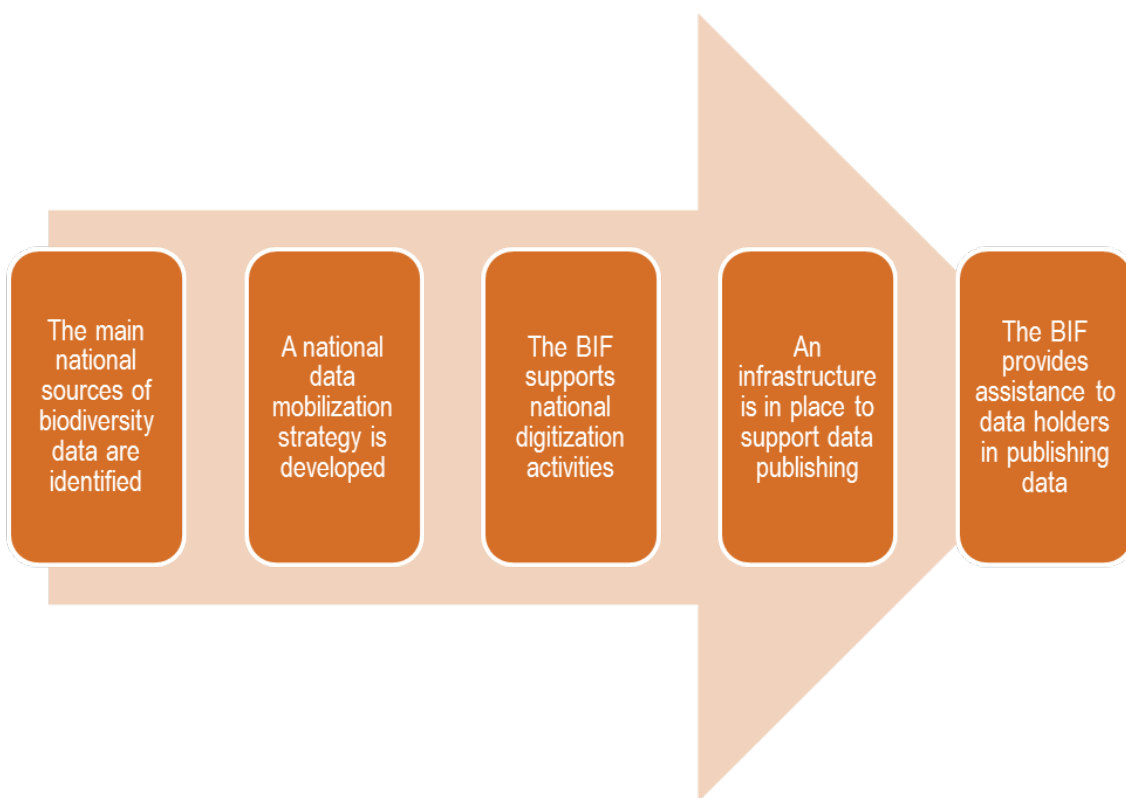 The main
national
sources of
biodiversity
data are
identified
A national
data
mobilization
strategy is
developed
The BIF
supports
national
digitization
activities
An
infrastructure
is in place to
support data
publishing
The BIF
provides
assistance to
data holders
in publishing
data